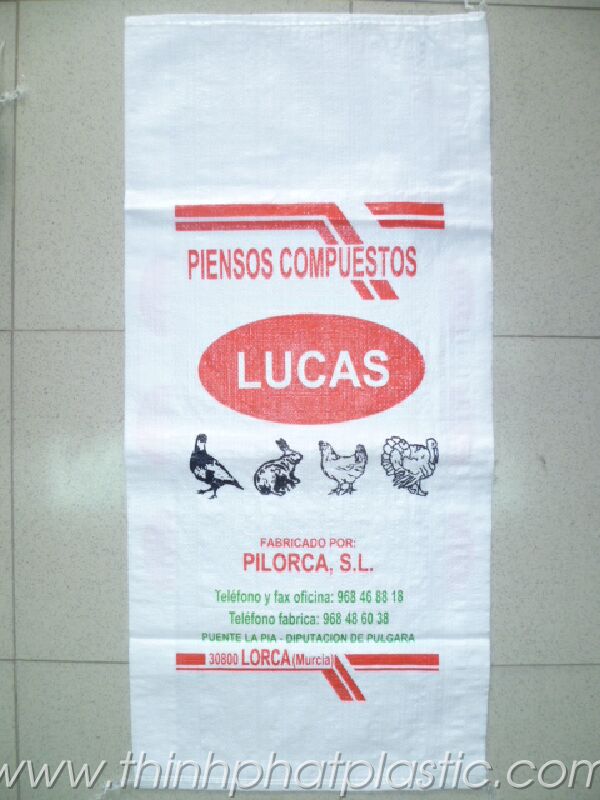 PIENSOS COMPUESTOS
LUCAS
FABRICADO POR:
PILORCA, S.L.
Teléfono y fax oficina: 968 46 88 18
Teléfono fabrica: 968 48 60 38
PUENTE LA PIA - DIPUTACION DE PULGARA
30800 LORCA (Murcia)
www.thinhphatplastic.com